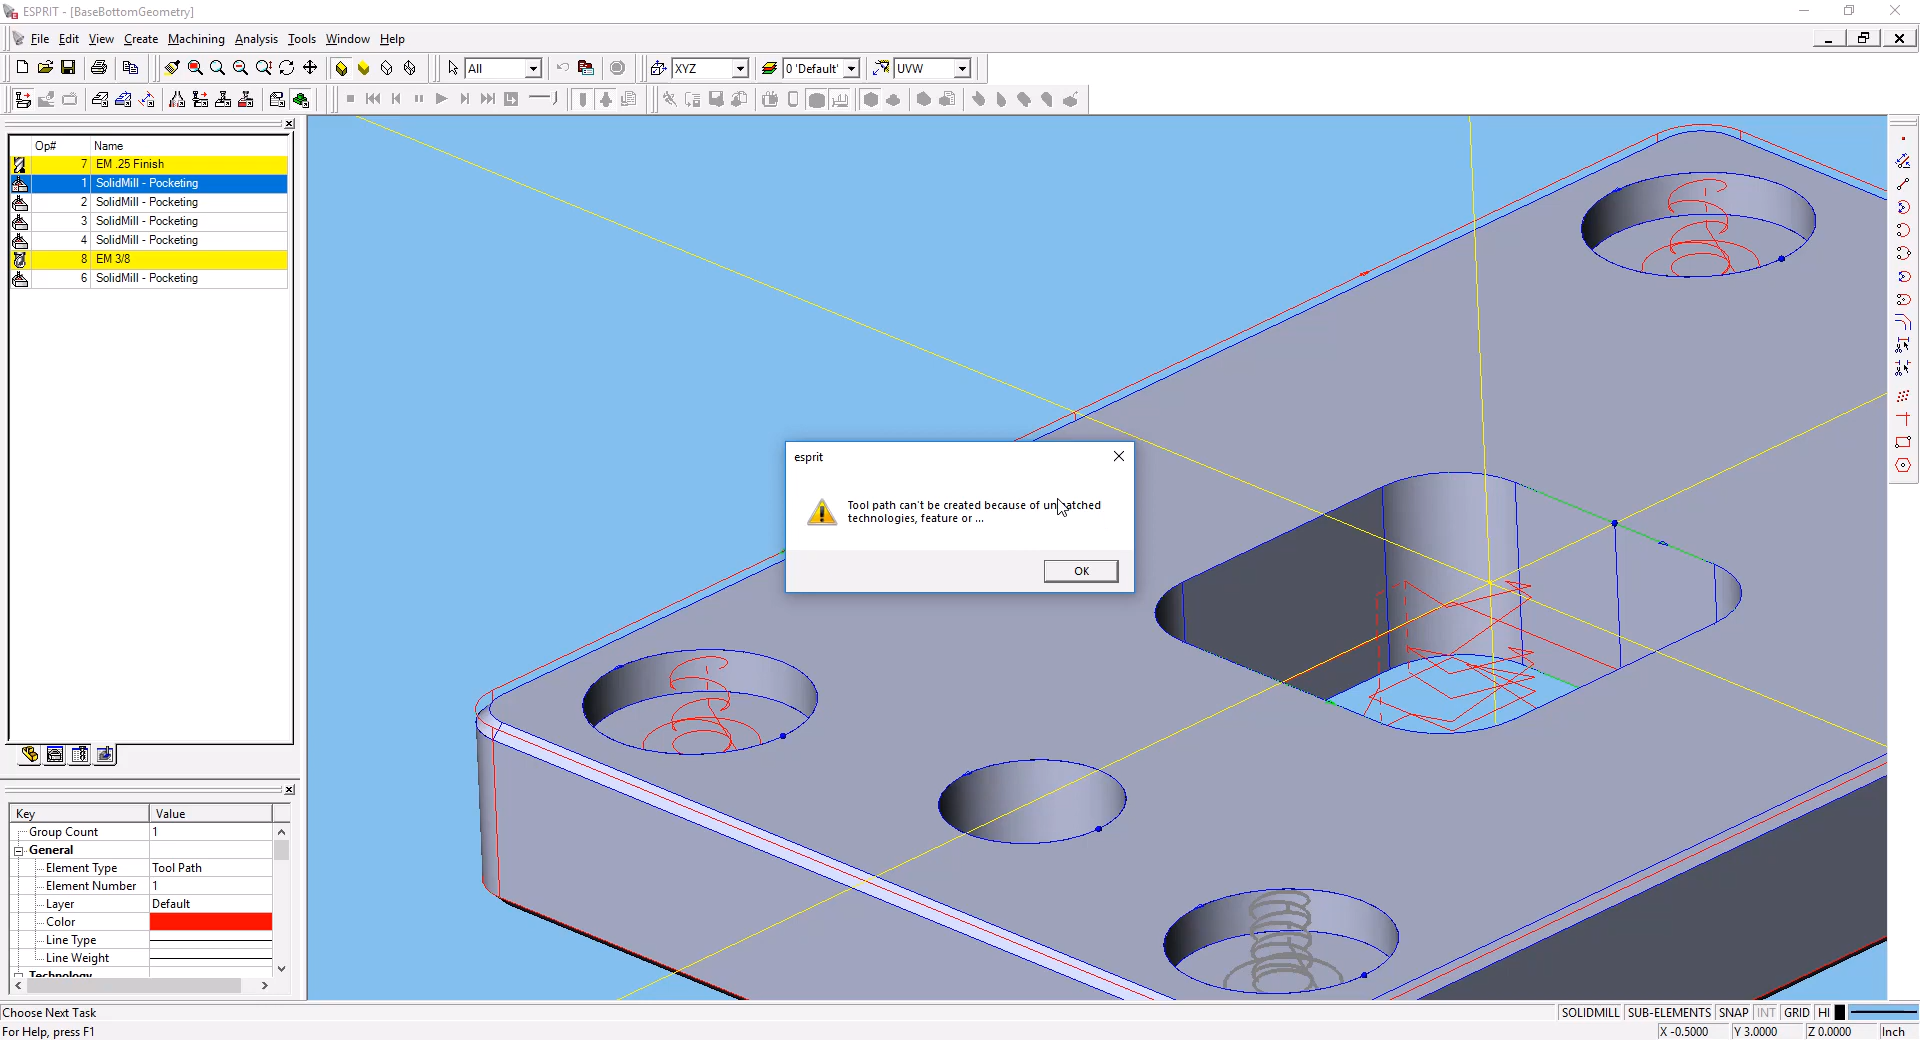 ESPRIT - [BaseBottomGeometry]
File Edit View Create Machining Analysis Tools Window Help
All XYZ 0 'Default' UVW
Op# Name
7 EM .25 Finish
1 SolidMill - Pocketing
2 SolidMill - Pocketing
3 SolidMill - Pocketing
4 SolidMill - Pocketing
8 EM 3/8
6 SolidMill - Pocketing
esprit
Tool path can't be created because of
technologies, feature or ...
OK
Key Value
Group Count 1
General
Element Type Tool Path
Element Number 1
Layer Default
Color
Line Type
Line Weight
Technology
Choose Next Task SOLIDMILL SUB-ELEMENTS SNAP INT GRID HI
For Help, press F1 X -0.5000 Y 3.0000 Z 0.0000 Inch